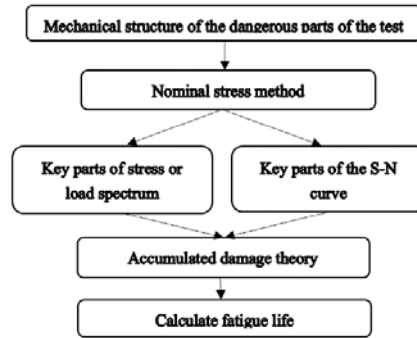 Mechanical structure of the dangerous parts of the test
Nominal stress method
Key parts of stress or
load spectrum
Key parts of the S-N
curve
Accumulated damage theory
Calculate fatigue life